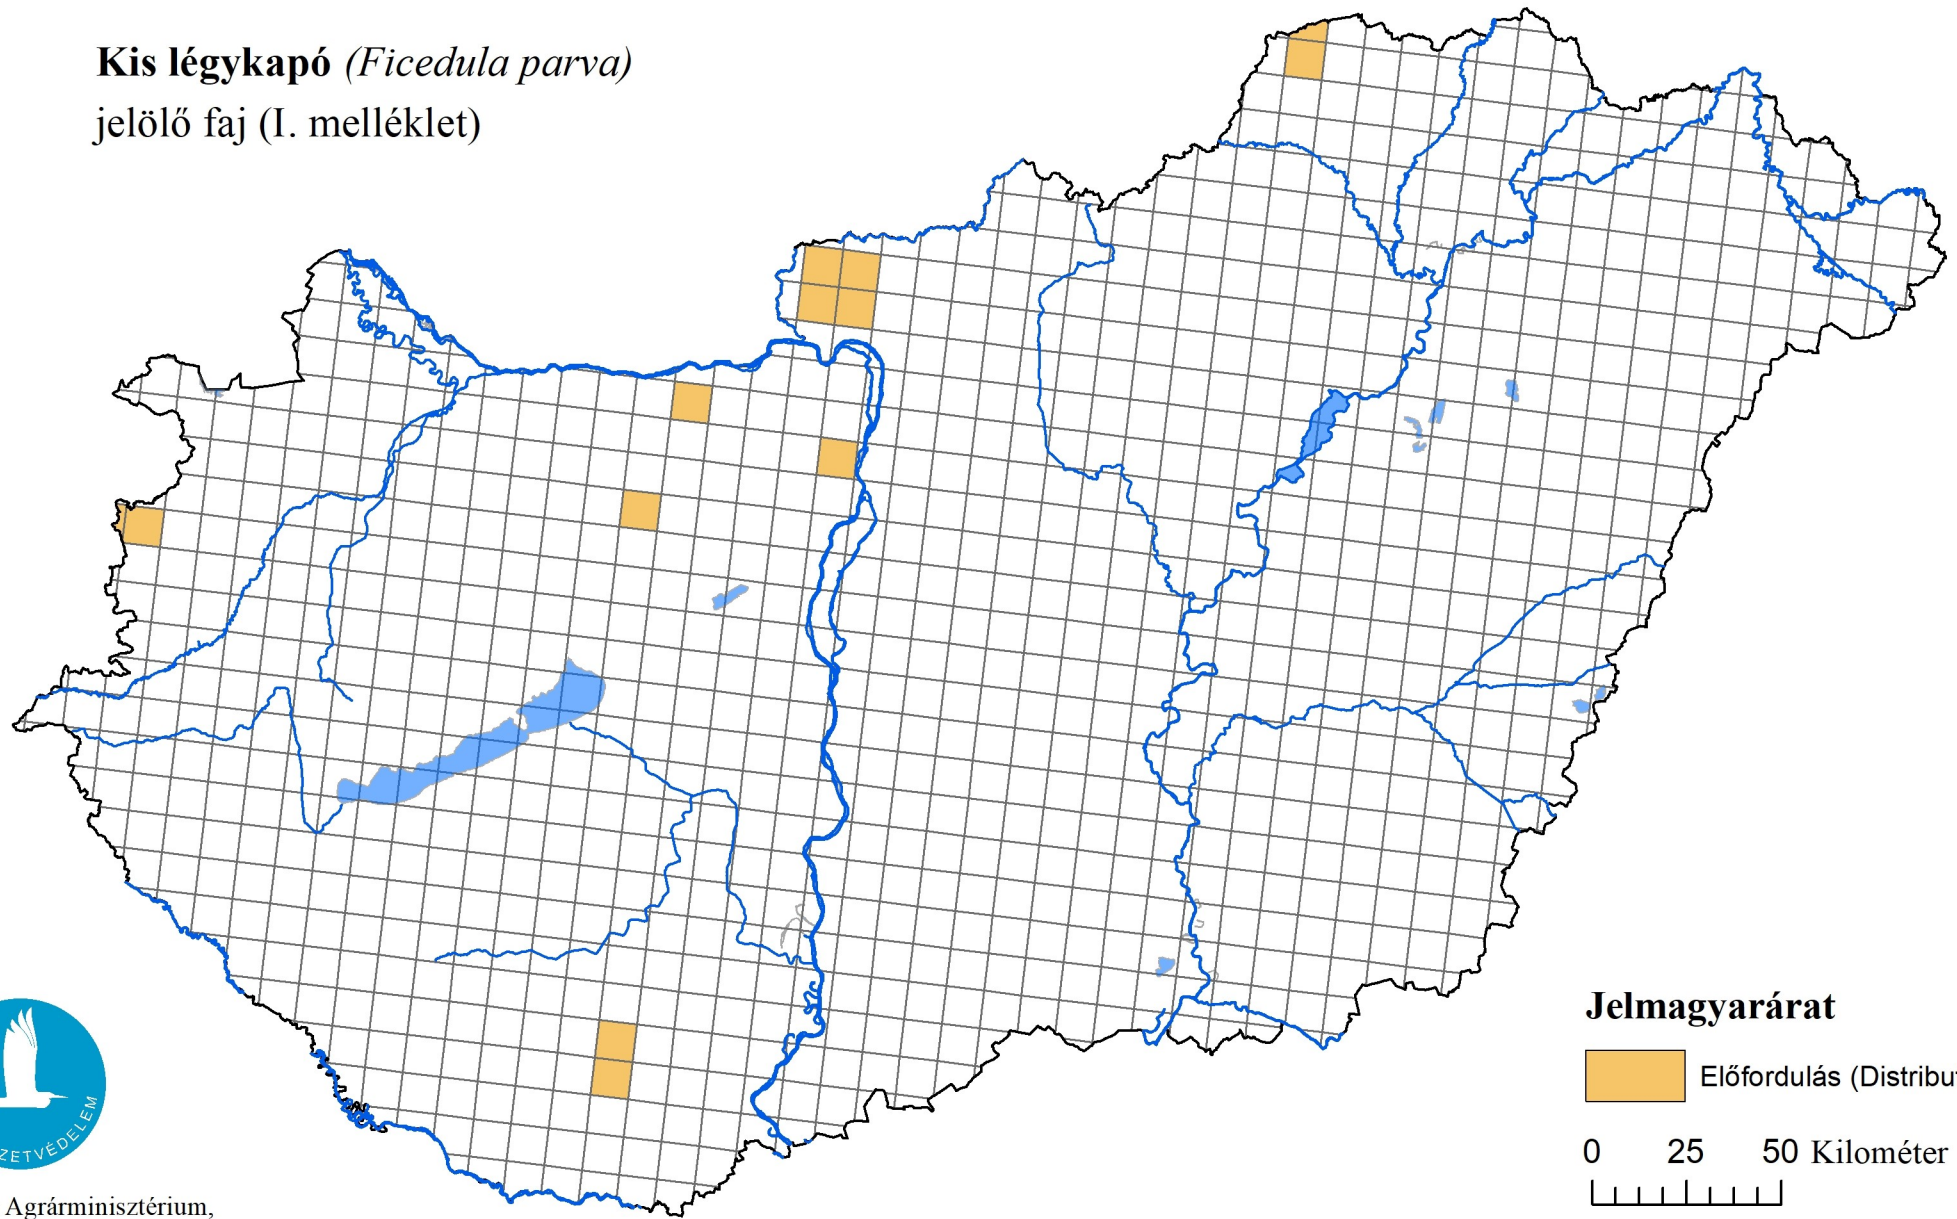 Kis légykapó (Ficedula parva)
jelölő faj (I. melléklet)
Jelmagyarárat
Előfordulás (Distribu
0 25 50 Kilométer
ZETVÉDELEM
Agrárminisztérium,